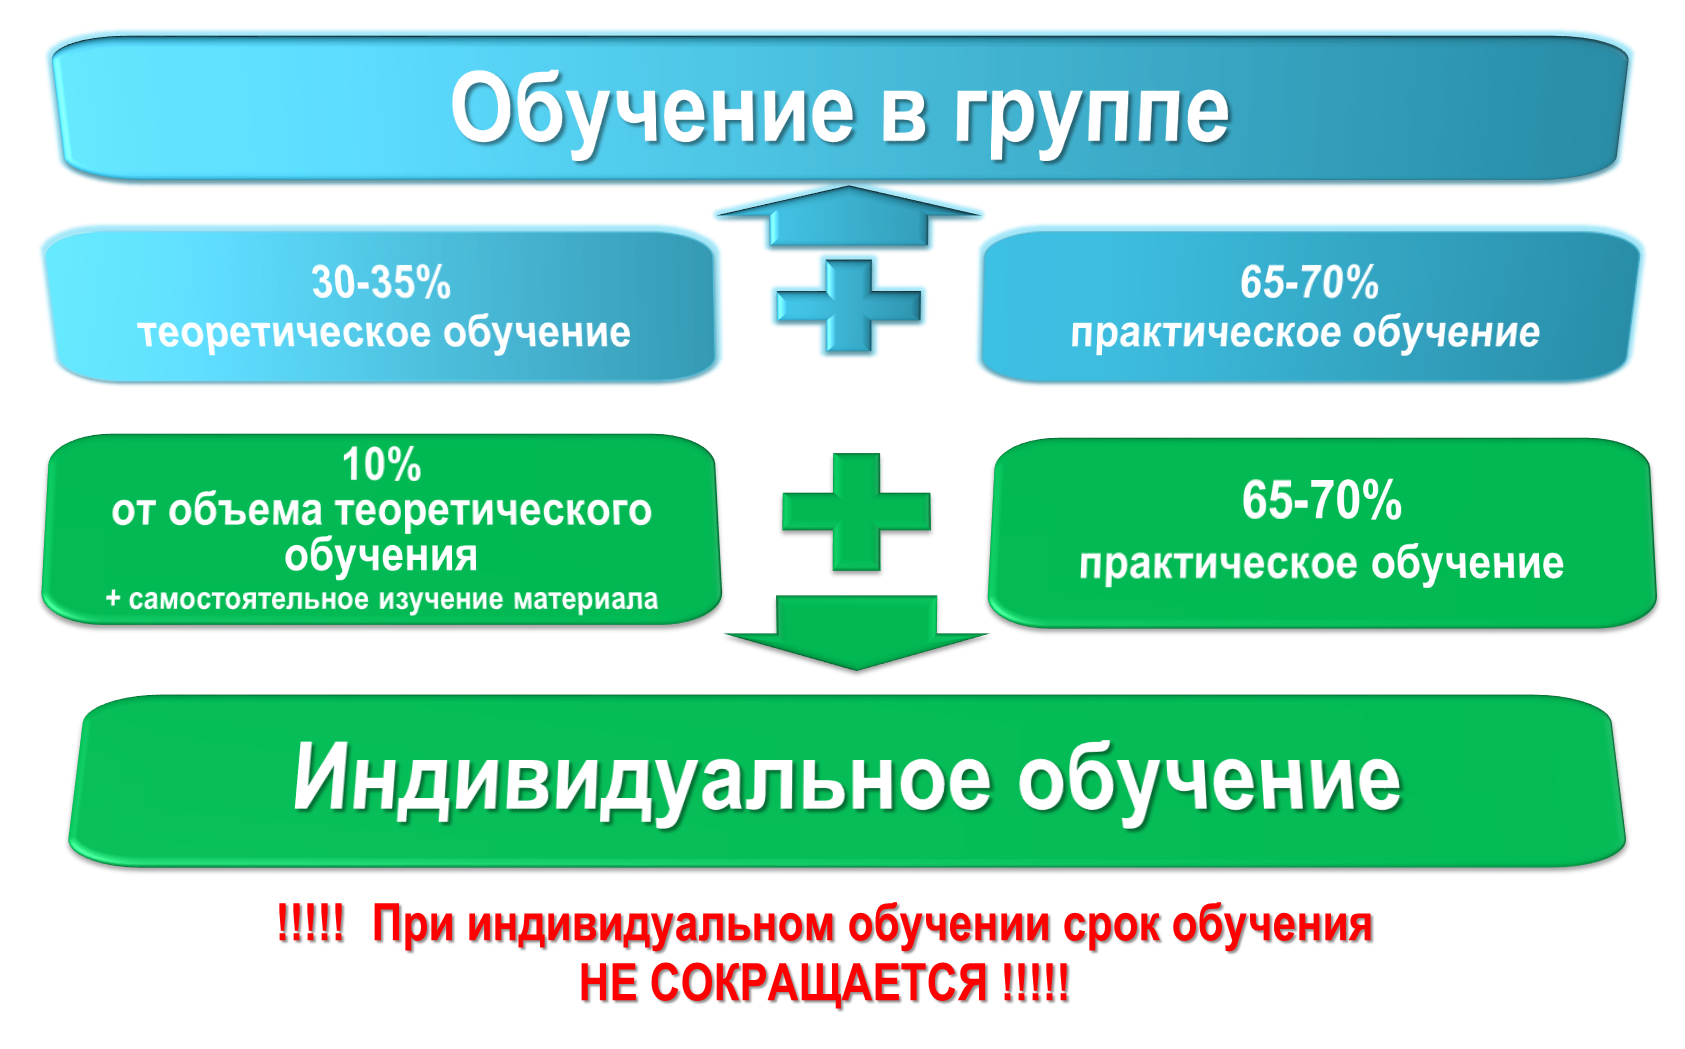 Обучение в группе
30-35%
теоретическое обучение
65-70%
практическое обучение
10%
от объема теоретического
обучения
+ самостоятельное изучение материала
65-70%
практическое обучение
Индивидуальное обучение
!!!!! При индивидуальном обучении срок обучения
НЕ СОКРАЩАЕТСЯ !!!!!